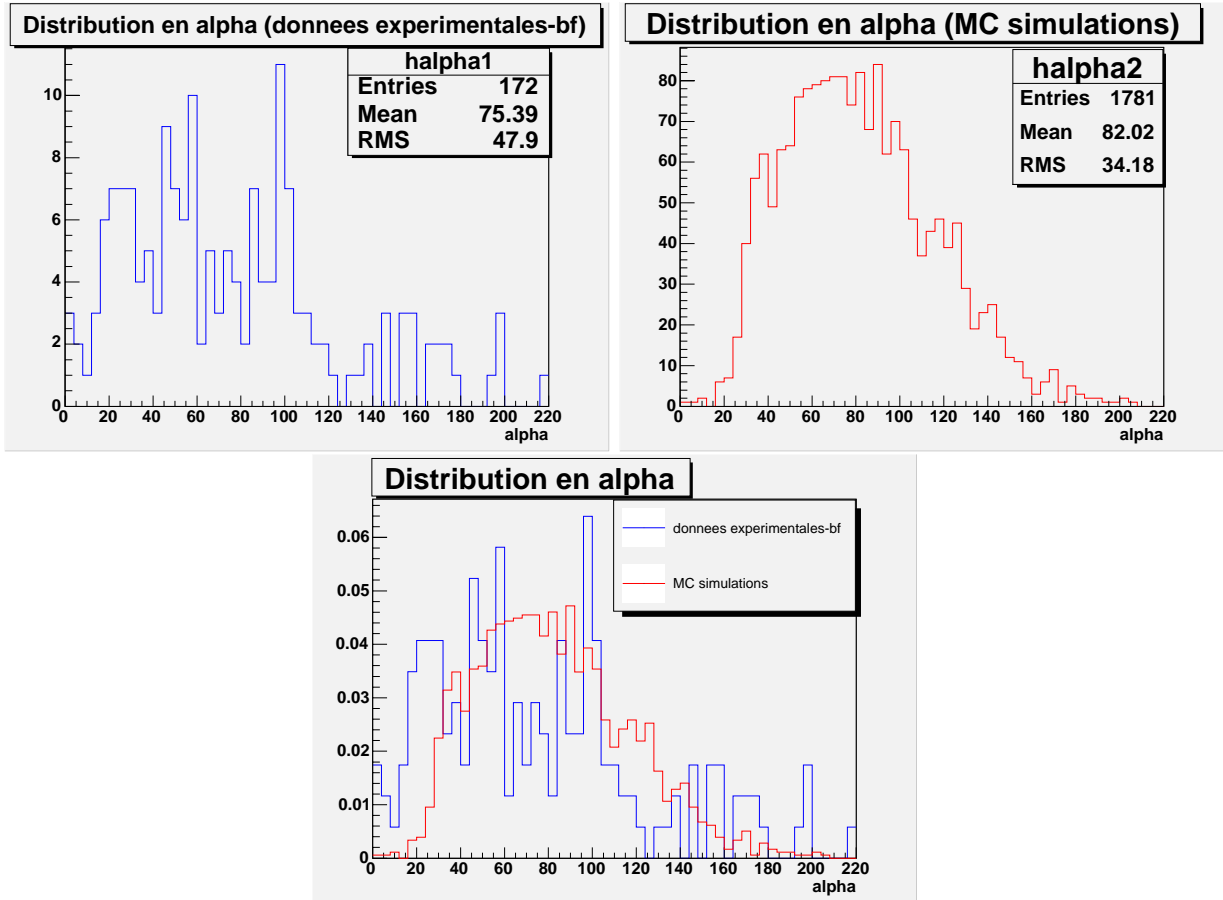 Distribution en alpha (donnees experimentales-bf)
halpha1
Entries 172
Mean 75.39
RMS 47.9
10
8
6
4
2
0
0 20 40 60 80 100 120 140 160 180 200 220
alpha
Distribution en alpha (MC simulations)
halpha2
Entries 1781
Mean 82.02
RMS 34.18
80
70
60
50
40
30
20
10
0
0 20 40 60 80 100 120 140 160 180 200 220
alpha
Distribution en alpha
donnees experimentales-bf
MC simulations
0.06
0.05
0.04
0.03
0.02
0.01
0
0 20 40 60 80 100 120 140 160 180 200 220
alpha